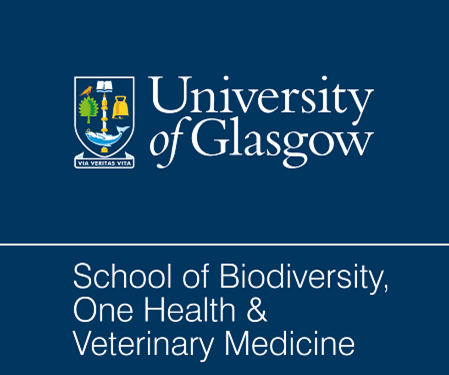 University
of Glasgow
VIA VERITAS VITA
School of Biodiversity,
One Health &
Veterinary Medicine